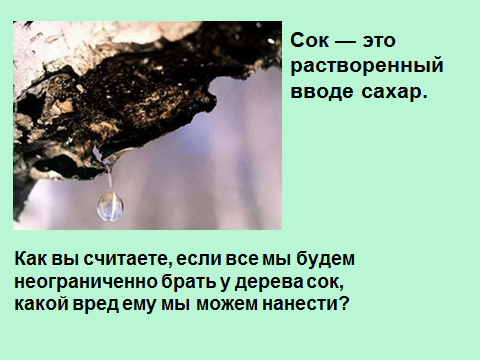 Сок — это
растворенный
вводе сахар.
Как вы считаете, если все мы будем
неограниченно брать у дерева сок,
какой вред ему мы можем нанести?